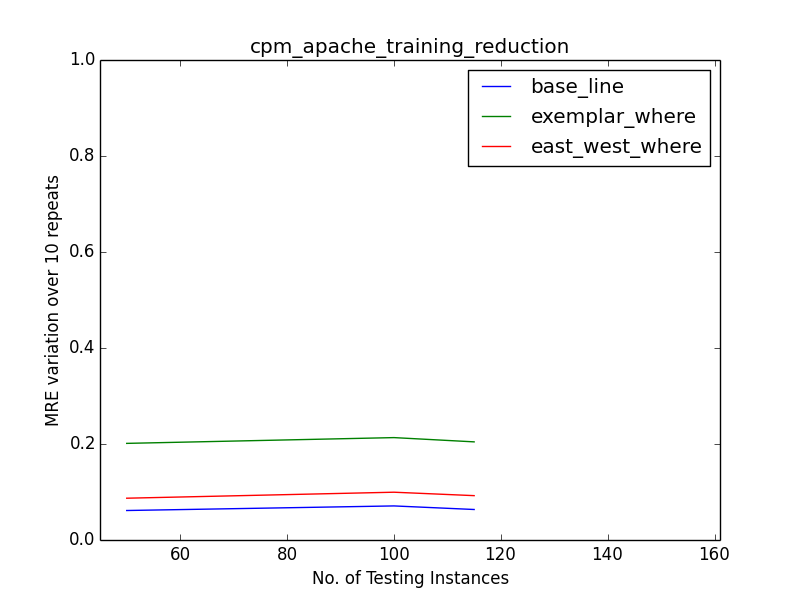 cpm_apache_training_reduction
base_line
exemplar_where
east_west_where
MRE variation over 10 repeats
1.0
0.8
0.6
0.4
0.2
0.0
60 80 100 120 140 160
No. of Testing Instances